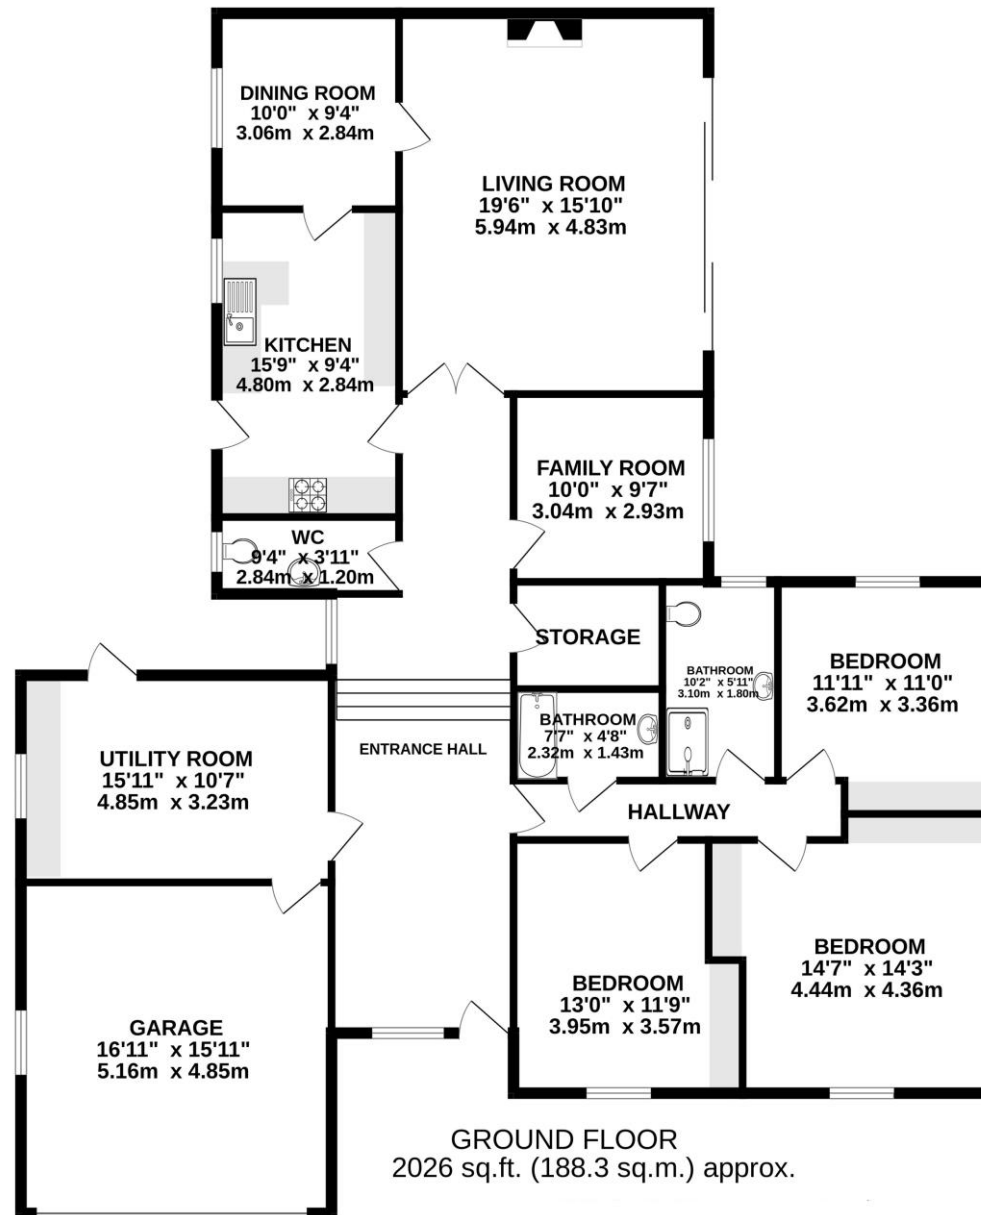 DINING ROOM
10'0" x 9'4"
3.06m x 2.84m
LIVING ROOM
19'6" x 15'10"
5.94m x 4.83m
KITCHEN
15'9" x 9'4"
4.80m x 2.84m
FAMILY ROOM
10'0" x 9'7"
3.04m x 2.93m
WC
9'4" x 3'11"
2.84m x 1.20m
STORAGE
BATHROOM
10'2" x 5'11"
3.10m x 1.80m
BEDROOM
11'11" x 11'0"
3.62m x 3.36m
BATHROOM
7'7" x 4'8"
2.32m x 1.43m
ENTRANCE HALL
UTILITY ROOM
15'11" x 10'7"
4.85m x 3.23m
HALLWAY
BEDROOM
14'7" x 14'3"
4.44m x 4.36m
BEDROOM
13'0" x 11'9"
3.95m x 3.57m
GARAGE
16'11" x 15'11"
5.16m x 4.85m
GROUND FLOOR
2026 sq.ft. (188.3 sq.m.) approx.